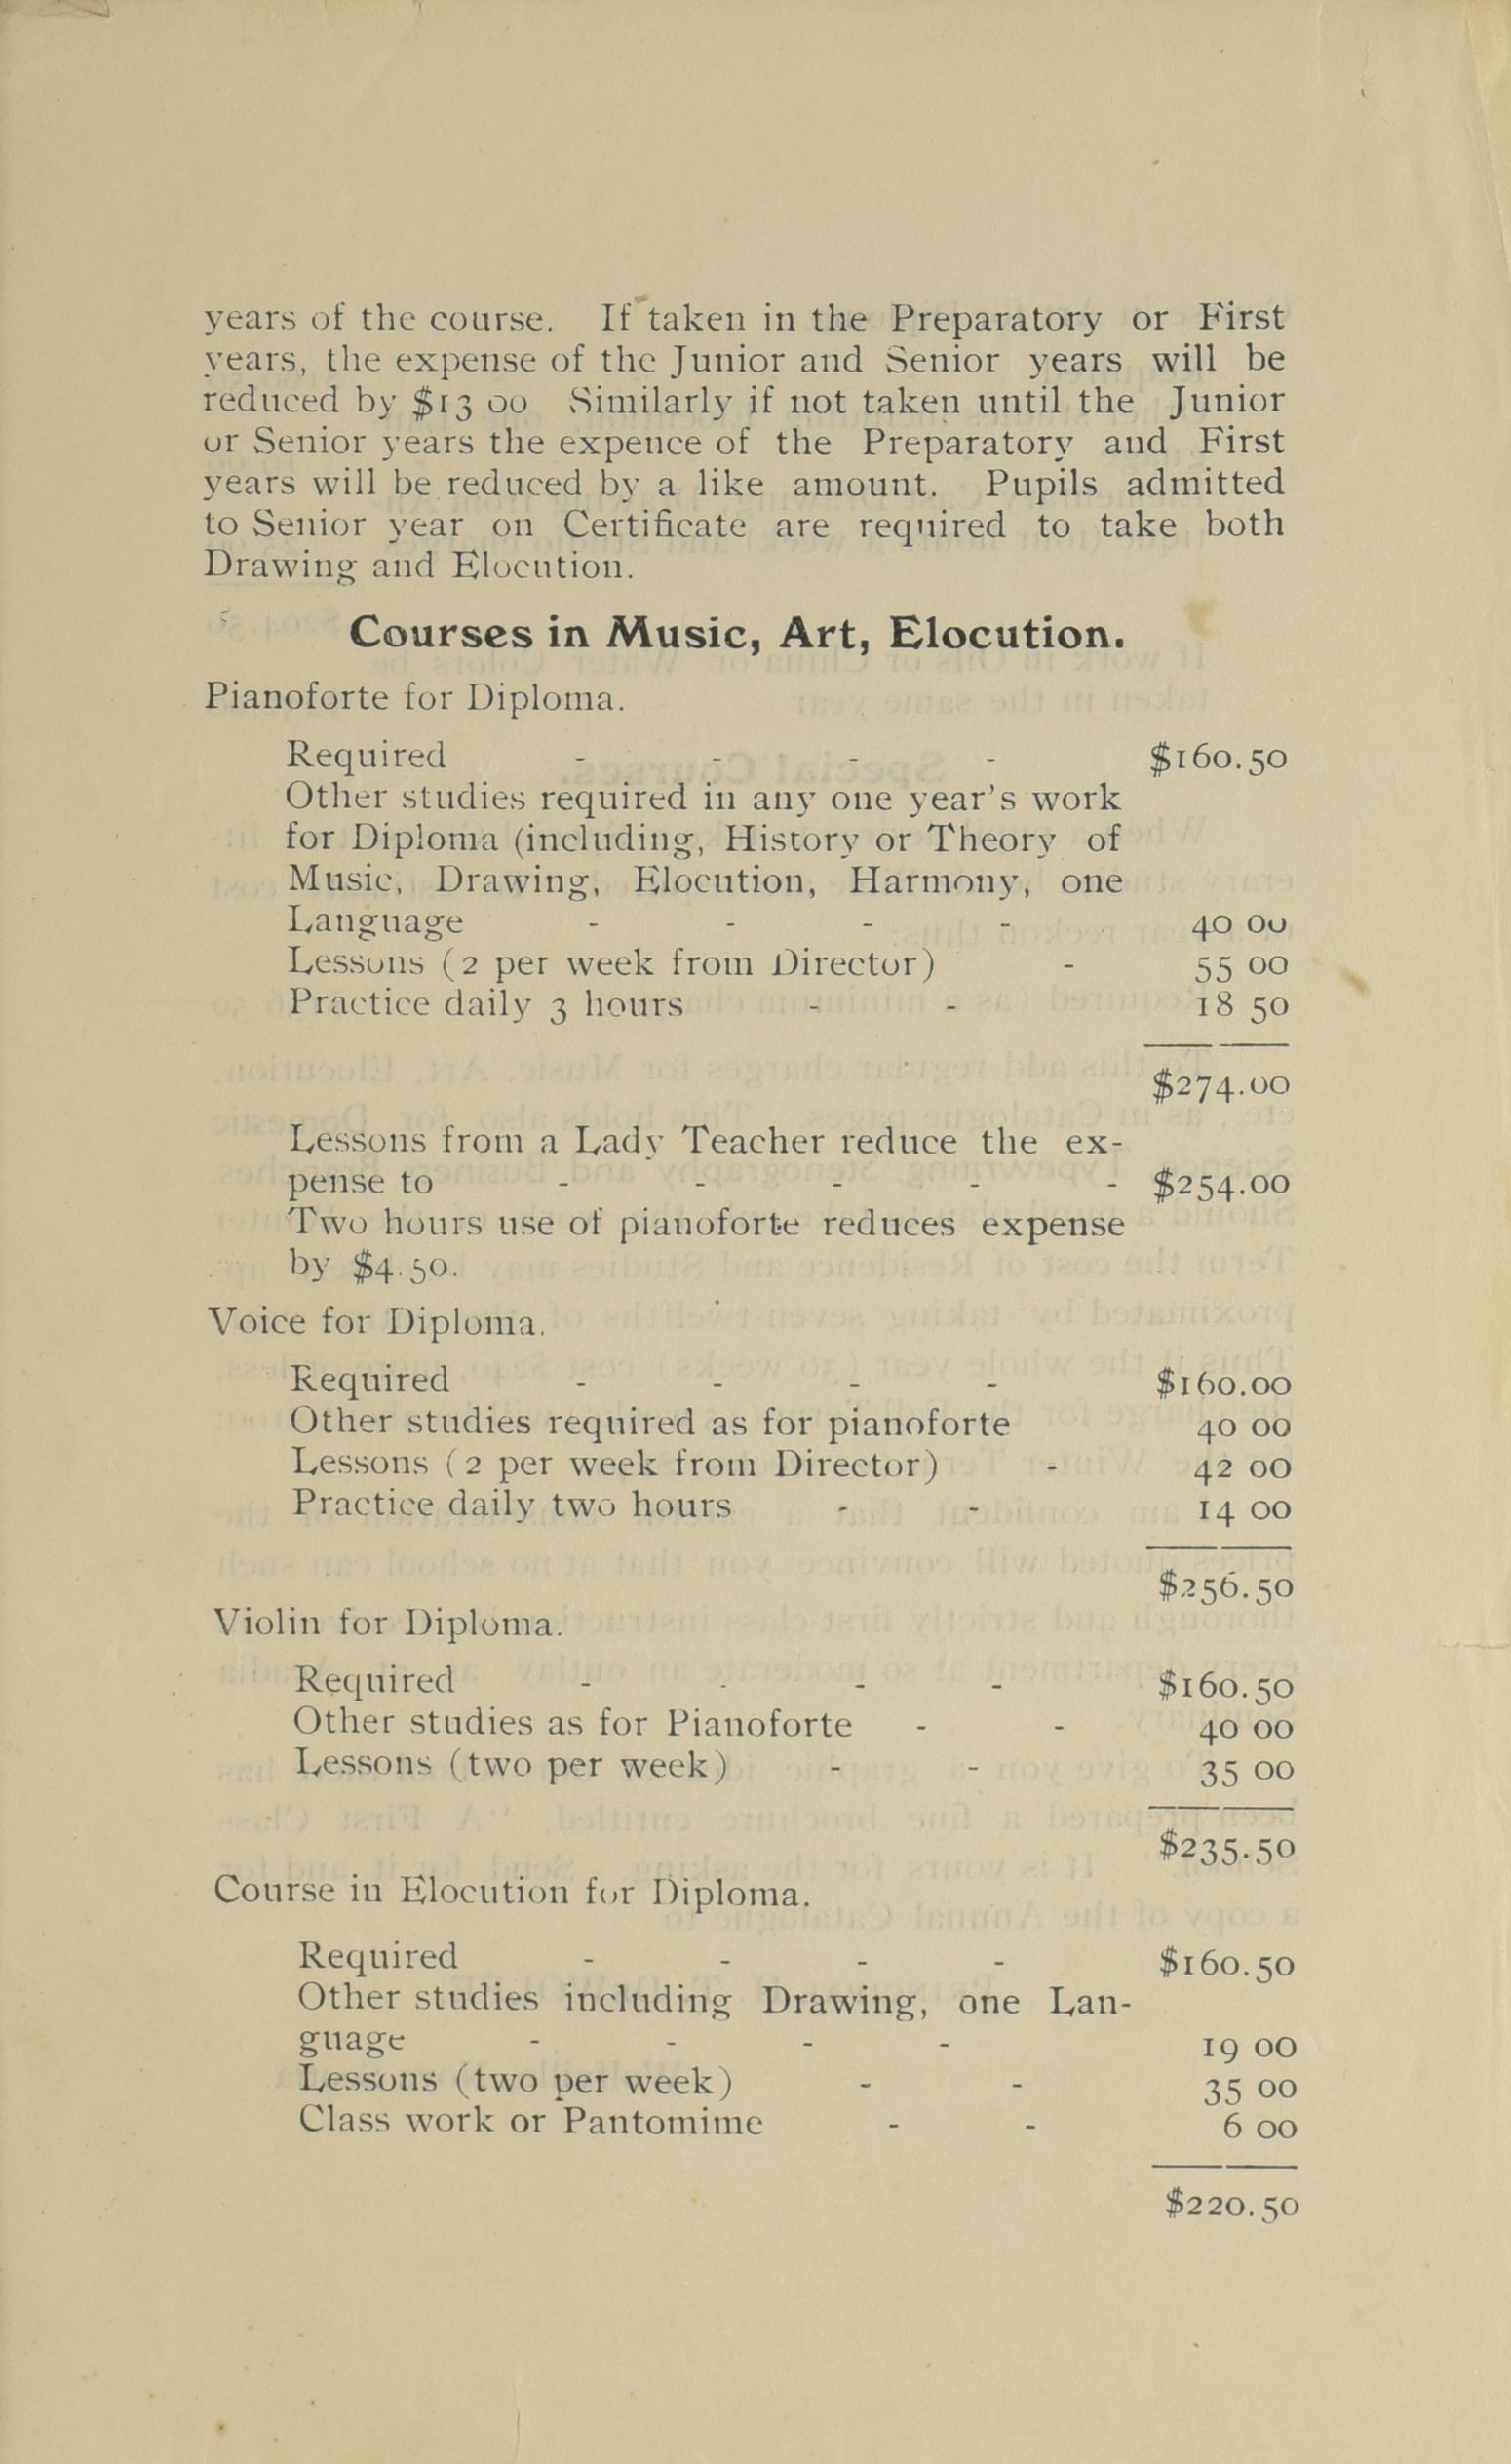 years of the course. If taken in the Preparatory or First
years, the expense of the Junior and Senior years will be
reduced by $13 00 Similarly if not taken until the Junior
or Senior years the expence of the Preparatory and First
years will be reduced by a like amount. Pupils admitted
to Senior year on Certificate are required to take both
Drawing and Elocution.
Courses in Music, Art, Elocution.
Pianoforte for Diploma.
Required - - - - $160.50
Other studies required in any one year's work
for Diploma (including, History or Theory of
Music, Drawing, Elocution, Harmony, one
Language - - - - 40 00
Lessons (2 per week from Director) - 55 00
Practice daily 3 hours - - 18 50
$274.00
Lessons from a Lady Teacher reduce the ex-
pense to - - - - - $254.00
Two hours use of pianoforte reduces expense
by $4.50.
Voice for Diploma.
Required - - - - $160.00
Other studies required as for pianoforte 40 00
Lessons (2 per week from Director) - 42 00
Practice daily two hours - - 14 00
$256.50
Violin for Diploma.
Required - - - - $160.50
Other studies as for Pianoforte - - 40 00
Lessons (two per week) - - 35 00
$235.50
Course in Elocution for Diploma.
Required - - - - $160.50
Other studies including Drawing, one Lan-
guage - - - - 19 00
Lessons (two per week) - - 35 00
Class work or Pantomime - - 6 00
$220.50